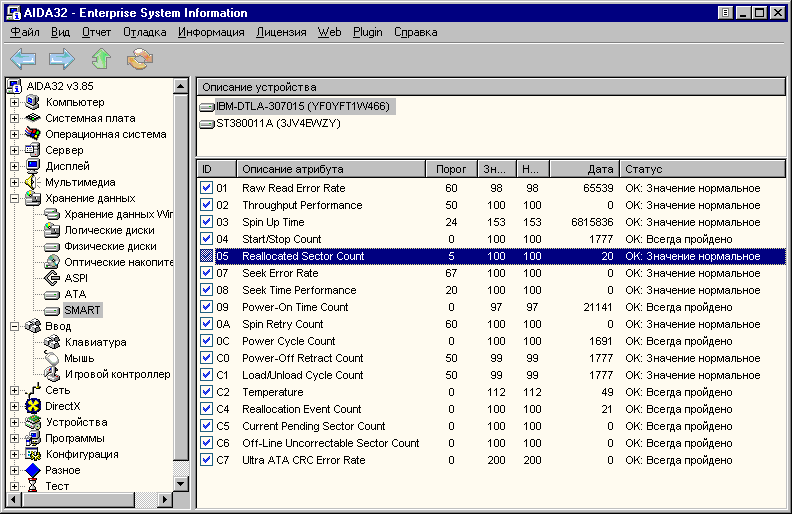 AIDA32 - Enterprise System Information
Файл Вид Отчет Отладка Информация Лицензия Web Plugin Справка
AIDA32 v3.85
Компьютер
Системная плата
Операционная система
Сервер
Дисплей
Мультимедиа
Хранение данных
Хранение данных Win
Логические диски
Физические диски
Оптические накопите
ASPI
ATA
SMART
Ввод
Клавиатура
Мышь
Игровой контроллер
Сеть
DirectX
Устройства
Программы
Конфигурация
Разное
Тест
Описание устройства
IBM-DTLA-307015 (YF0YFT1W466)
ST380011A (3JV4EWZY)
ID Описание атрибута Порог Зн... Н... Дата Статус
01 Raw Read Error Rate 60 98 98 65539 OK: Значение нормальное
02 Throughput Performance 50 100 100 0 OK: Значение нормальное
03 Spin Up Time 24 153 153 6815836 OK: Значение нормальное
04 Start/Stop Count 0 100 100 1777 OK: Всегда пройдено
05 Reallocated Sector Count 5 100 100 20 OK: Значение нормальное
07 Seek Error Rate 67 100 100 0 OK: Значение нормальное
08 Seek Time Performance 20 100 100 0 OK: Значение нормальное
09 Power-On Time Count 0 97 97 21141 OK: Всегда пройдено
0A Spin Retry Count 60 100 100 0 OK: Значение нормальное
0C Power Cycle Count 0 100 100 1691 OK: Всегда пройдено
C0 Power-Off Retract Count 50 99 99 1777 OK: Значение нормальное
C1 Load/Unload Cycle Count 50 99 99 1777 OK: Значение нормальное
C2 Temperature 0 112 112 49 OK: Всегда пройдено
C4 Reallocation Event Count 0 100 100 21 OK: Всегда пройдено
C5 Current Pending Sector Count 0 100 100 0 OK: Всегда пройдено
C6 Off-Line Uncorrectable Sector Count 0 100 100 0 OK: Всегда пройдено
C7 Ultra ATA CRC Error Rate 0 200 200 0 OK: Всегда пройдено